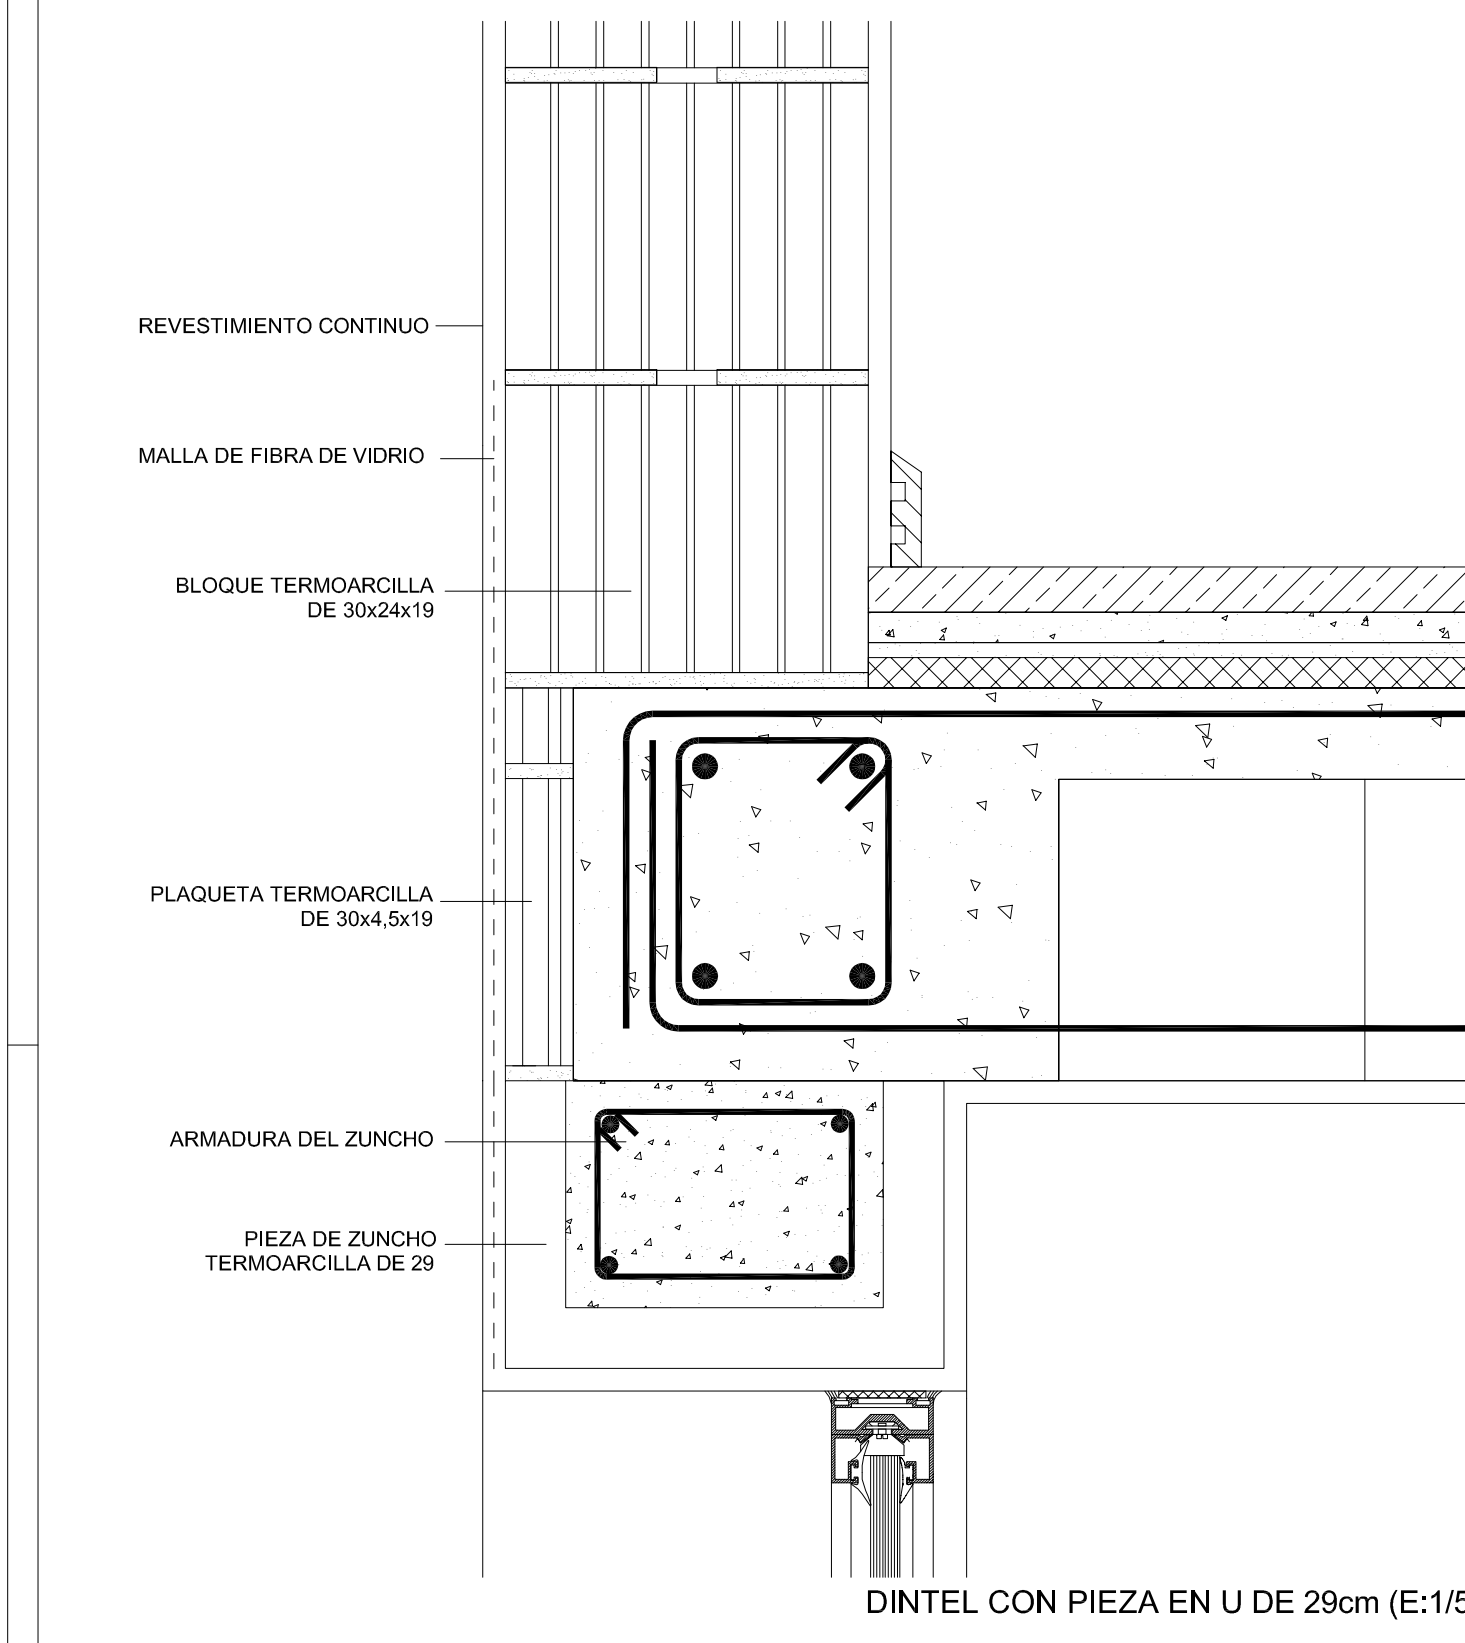 REVESTIMIENTO CONTINUO
MALLA DE FIBRA DE VIDRIO
BLOQUE TERMOARCILLA
DE 30x24x19
PLAQUETA TERMOARCILLA
DE 30x4,5x19
ARMADURA DEL ZUNCHO
PIEZA DE ZUNCHO
TERMOARCILLA DE 29
DINTEL CON PIEZA EN U DE 29cm (E:1/5